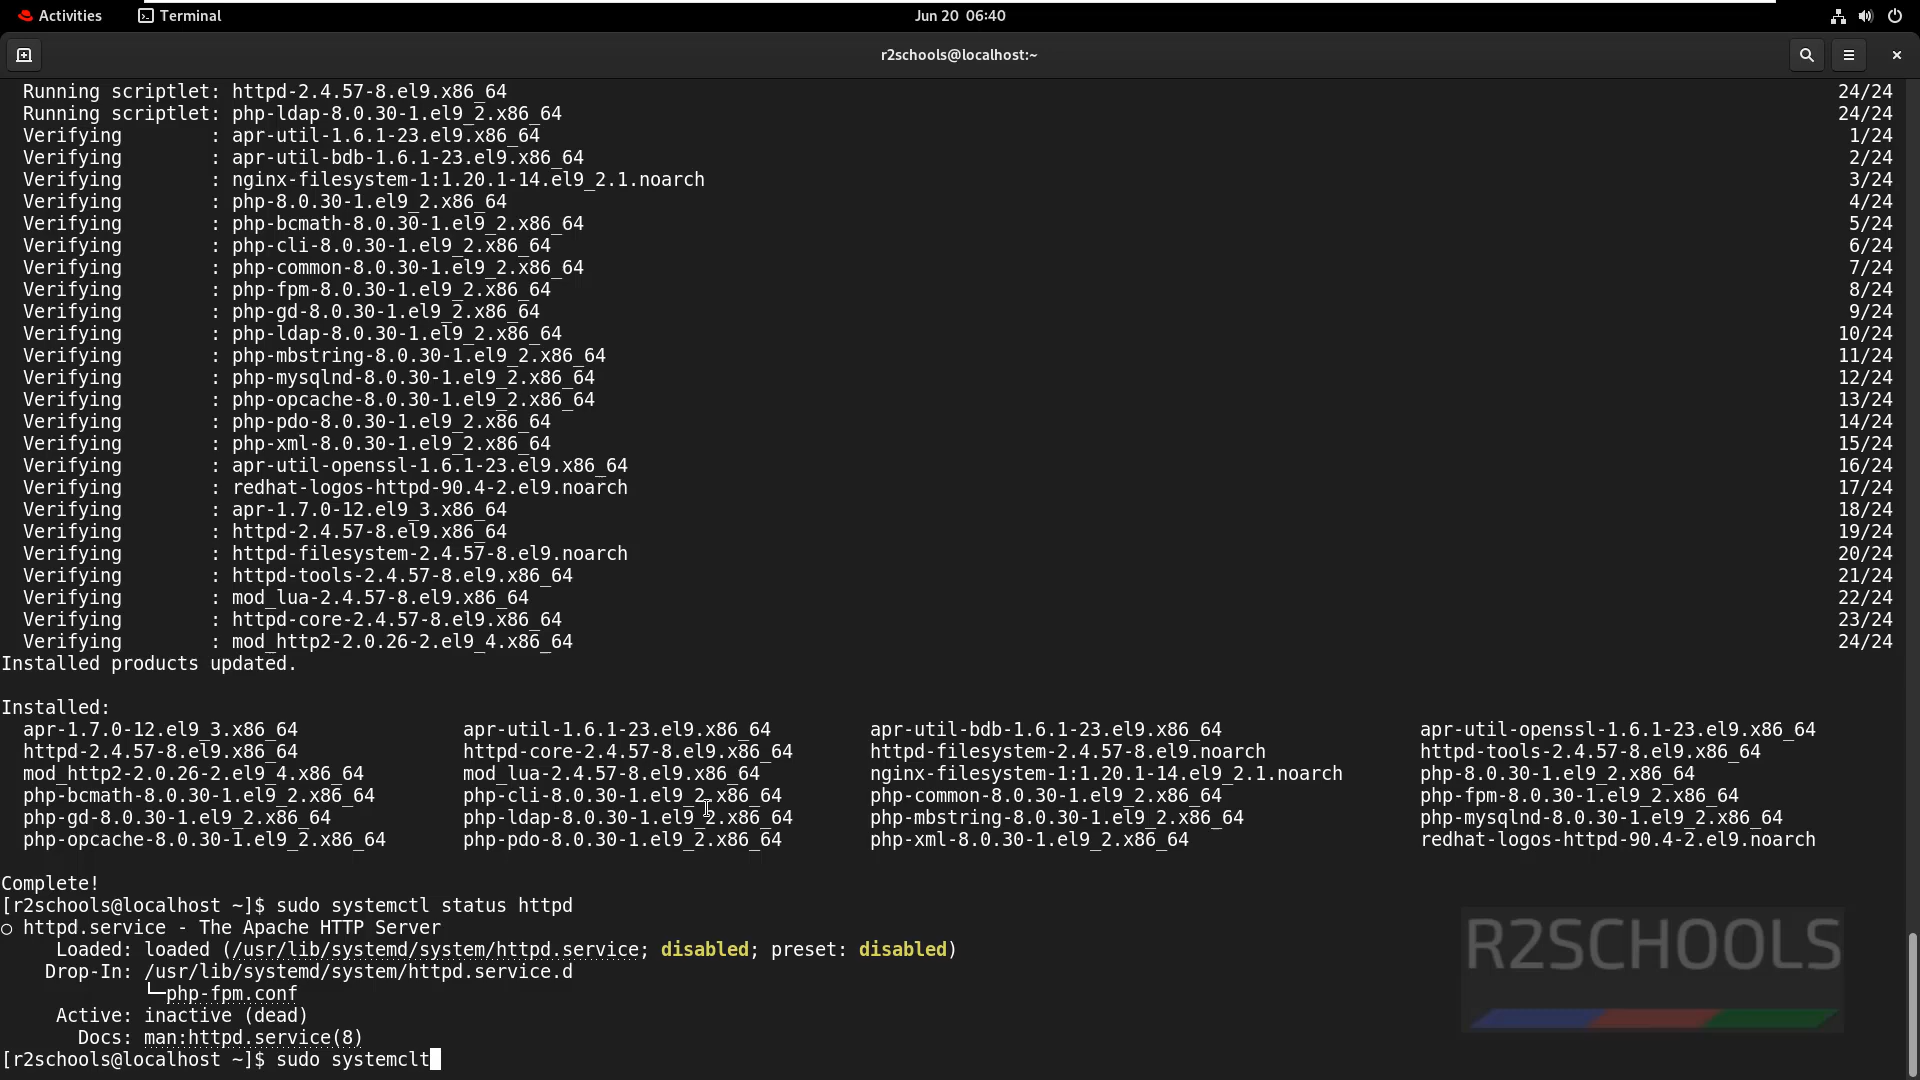 Activities Terminal Jun 20 06:40
r2schools@localhost:~
Running scriptlet: httpd-2.4.57-8.el9.x86_64 24/24
Running scriptlet: php-ldap-8.0.30-1.el9_2.x86_64 24/24
Verifying : apr-util-1.6.1-23.el9.x86_64 1/24
Verifying : apr-util-bdb-1.6.1-23.el9.x86_64 2/24
Verifying : nginx-filesystem-1:1.20.1-14.el9_2.1.noarch 3/24
Verifying : php-8.0.30-1.el9_2.x86_64 4/24
Verifying : php-bcmath-8.0.30-1.el9_2.x86_64 5/24
Verifying : php-cli-8.0.30-1.el9_2.x86_64 6/24
Verifying : php-common-8.0.30-1.el9_2.x86_64 7/24
Verifying : php-fpm-8.0.30-1.el9_2.x86_64 8/24
Verifying : php-gd-8.0.30-1.el9_2.x86_64 9/24
Verifying : php-ldap-8.0.30-1.el9_2.x86_64 10/24
Verifying : php-mbstring-8.0.30-1.el9_2.x86_64 11/24
Verifying : php-mysqlnd-8.0.30-1.el9_2.x86_64 12/24
Verifying : php-opcache-8.0.30-1.el9_2.x86_64 13/24
Verifying : php-pdo-8.0.30-1.el9_2.x86_64 14/24
Verifying : php-xml-8.0.30-1.el9_2.x86_64 15/24
Verifying : apr-util-openssl-1.6.1-23.el9.x86_64 16/24
Verifying : redhat-logos-httpd-90.4-2.el9.noarch 17/24
Verifying : apr-1.7.0-12.el9_3.x86_64 18/24
Verifying : httpd-2.4.57-8.el9.x86_64 19/24
Verifying : httpd-filesystem-2.4.57-8.el9.noarch 20/24
Verifying : httpd-tools-2.4.57-8.el9.x86_64 21/24
Verifying : mod_lua-2.4.57-8.el9.x86_64 22/24
Verifying : httpd-core-2.4.57-8.el9.x86_64 23/24
Verifying : mod_http2-2.0.26-2.el9_4.x86_64 24/24
Installed products updated.
Installed:
apr-1.7.0-12.el9_3.x86_64 apr-util-1.6.1-23.el9.x86_64 apr-util-bdb-1.6.1-23.el9.x86_64 apr-util-openssl-1.6.1-23.el9.x86_64
httpd-2.4.57-8.el9.x86_64 httpd-core-2.4.57-8.el9.x86_64 httpd-filesystem-2.4.57-8.el9.noarch httpd-tools-2.4.57-8.el9.x86_64
mod_http2-2.0.26-2.el9_4.x86_64 mod_lua-2.4.57-8.el9.x86_64 nginx-filesystem-1:1.20.1-14.el9_2.1.noarch php-8.0.30-1.el9_2.x86_64
php-bcmath-8.0.30-1.el9_2.x86_64 php-cli-8.0.30-1.el9_2.x86_64 php-common-8.0.30-1.el9_2.x86_64 php-fpm-8.0.30-1.el9_2.x86_64
php-gd-8.0.30-1.el9_2.x86_64 php-ldap-8.0.30-1.el9_2.x86_64 php-mbstring-8.0.30-1.el9_2.x86_64 php-mysqlnd-8.0.30-1.el9_2.x86_64
php-opcache-8.0.30-1.el9_2.x86_64 php-pdo-8.0.30-1.el9_2.x86_64 php-xml-8.0.30-1.el9_2.x86_64 redhat-logos-httpd-90.4-2.el9.noarch
Complete!
[r2schools@localhost ~]$ sudo systemctl status httpd
○ httpd.service - The Apache HTTP Server
Loaded: loaded (/usr/lib/systemd/system/httpd.service; disabled; preset: disabled)
Drop-In: /usr/lib/systemd/system/httpd.service.d
└─php-fpm.conf
Active: inactive (dead)
Docs: man:httpd.service(8)
[r2schools@localhost ~]$ sudo systemclt
R2SCHOOLS